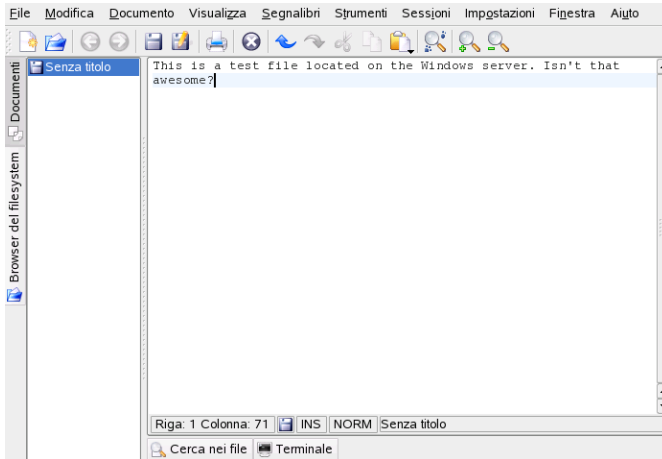 File Modifica Documento Visualizza Segnalibri Strumenti Sessioni Impostazioni Finestra Aiuto
Documenti
Browser del filesystem
Senza titolo
This is a test file located on the Windows server. Isn't that
awesome?
Riga: 1 Colonna: 71 INS NORM Senza titolo
Cerca nei file Terminale